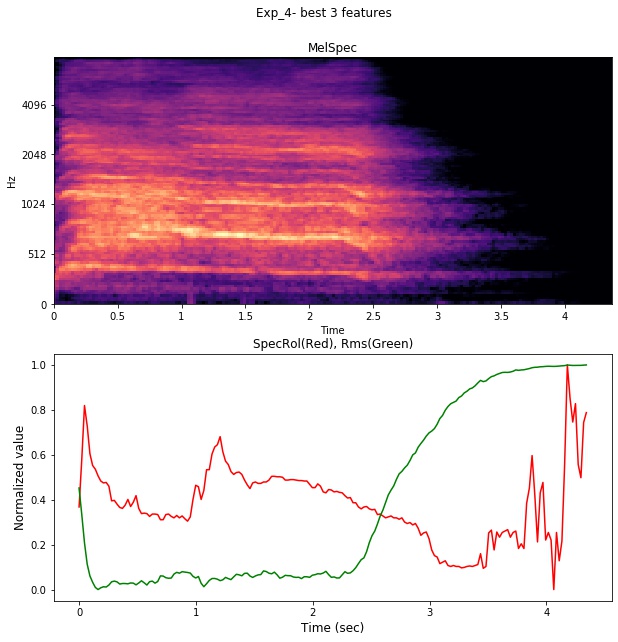 Exp_4- best 3 features
MelSpec
Hz
4096
2048
1024
512
0
0 0.5 1 1.5 2 2.5 3 3.5 4
Time
SpecRol(Red), Rms(Green)
Normalized value
1.0
0.8
0.6
0.4
0.2
0.0
0 1 2 3 4
Time (sec)